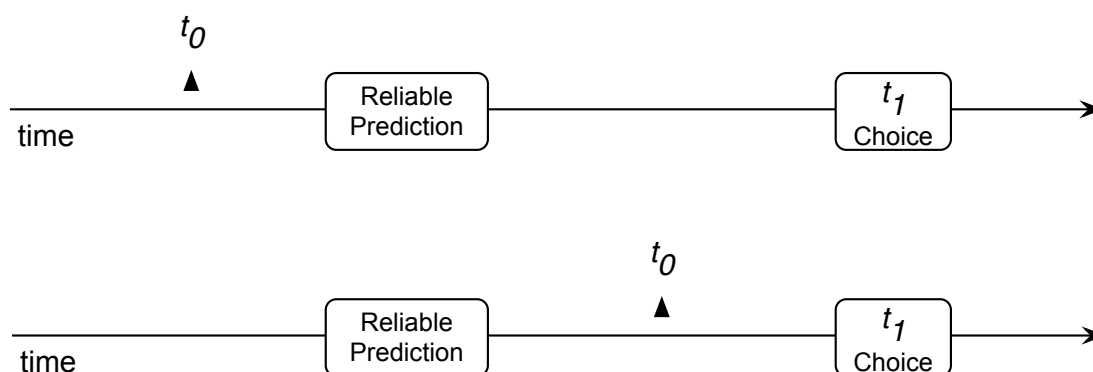 t0
Reliable
Prediction
t1
Choice
time
t0
Reliable
Prediction
t1
Choice
time